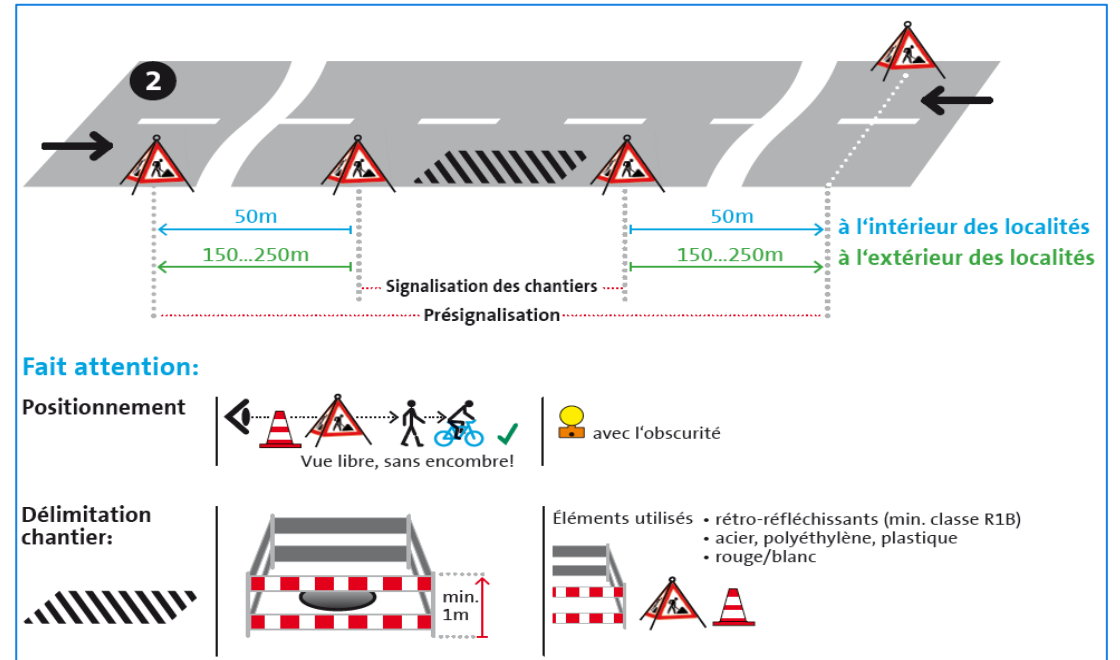 2
50m
50m
à l‘intérieur des localités
150...250m
150...250m
à l‘extérieur des localités
Signalisation des chantiers
Présignalisation
Fait attention:
Positionnement
Vue libre, sans encombre!
avec l‘obscurité
Délimitation
chantier:
min.
1m
Éléments utilisés
• rétro-réfléchissants (min. classe R1B)
• acier, polyéthylène, plastique
• rouge/blanc